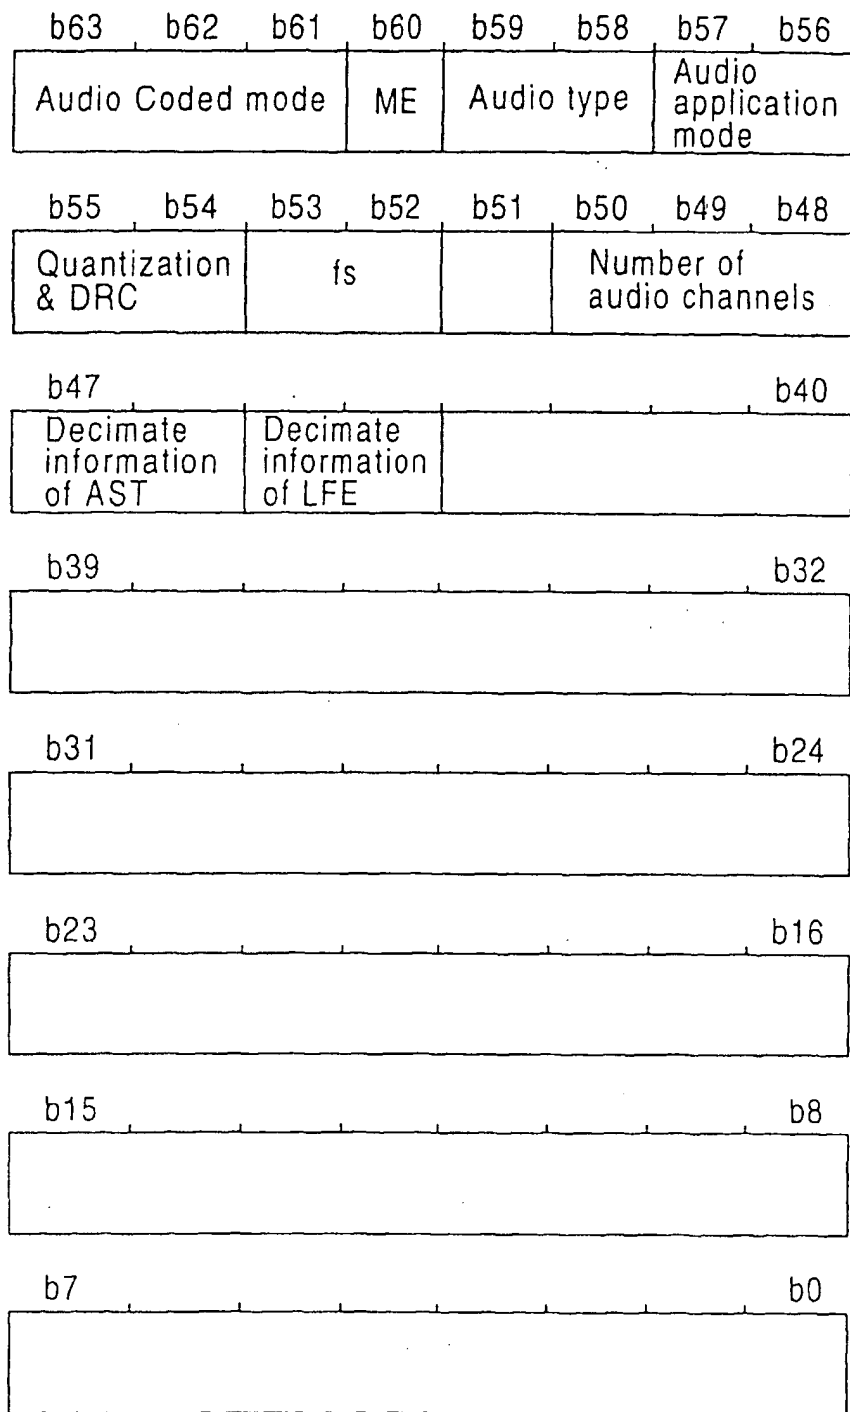 b63 b62 b61 b60 b59 b58 b57 b56
Audio Coded mode
ME
Audio type
Audio
application
mode
b55 b54 b53 b52 b51 b50 b49 b48
Quantization
& DRC
fs
Number of
audio channels
b47 b40
Decimate
information
of AST
Decimate
information
of LFE
b39 b32
b31 b24
b23 b16
b15 b8
b7 b0